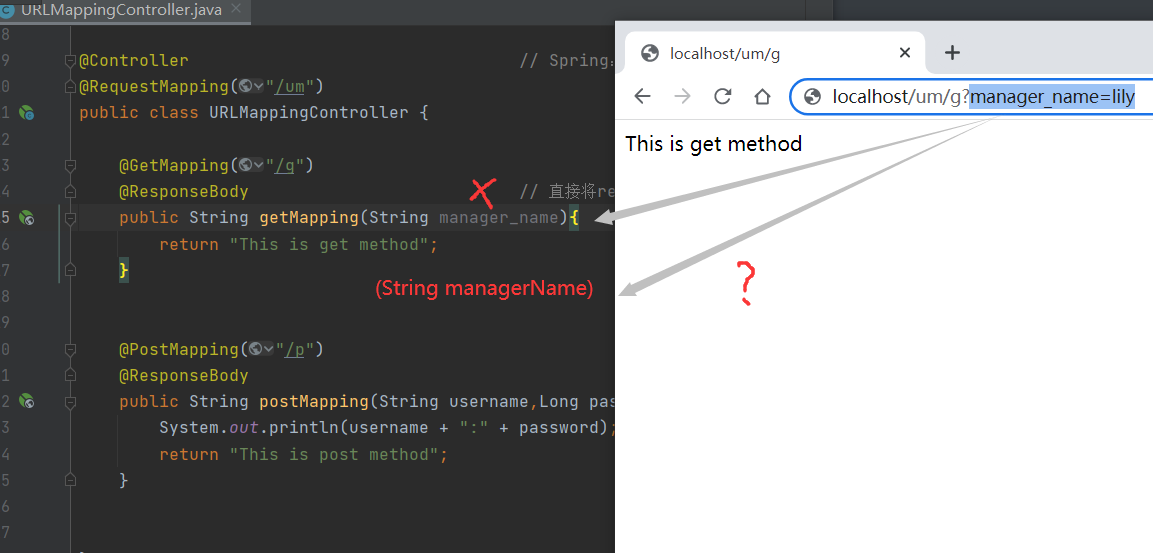 URLMappingController.java
8
9 @Controller // Spring
0 @RequestMapping("/um")
1 public class URLMappingController {
2
3 @GetMapping("/g")
4 @ResponseBody // 直接将re
5 public String getMapping(String manager_name){
6 return "This is get method";
7 }
8 (String managerName)
9
0 @PostMapping("/p")
1 @ResponseBody
2 public String postMapping(String username,Long pas
3 System.out.println(username + ":" + password);
4 return "This is post method";
5 }
6
7
localhost/um/g
localhost/um/g?manager_name=lily
This is get method
?